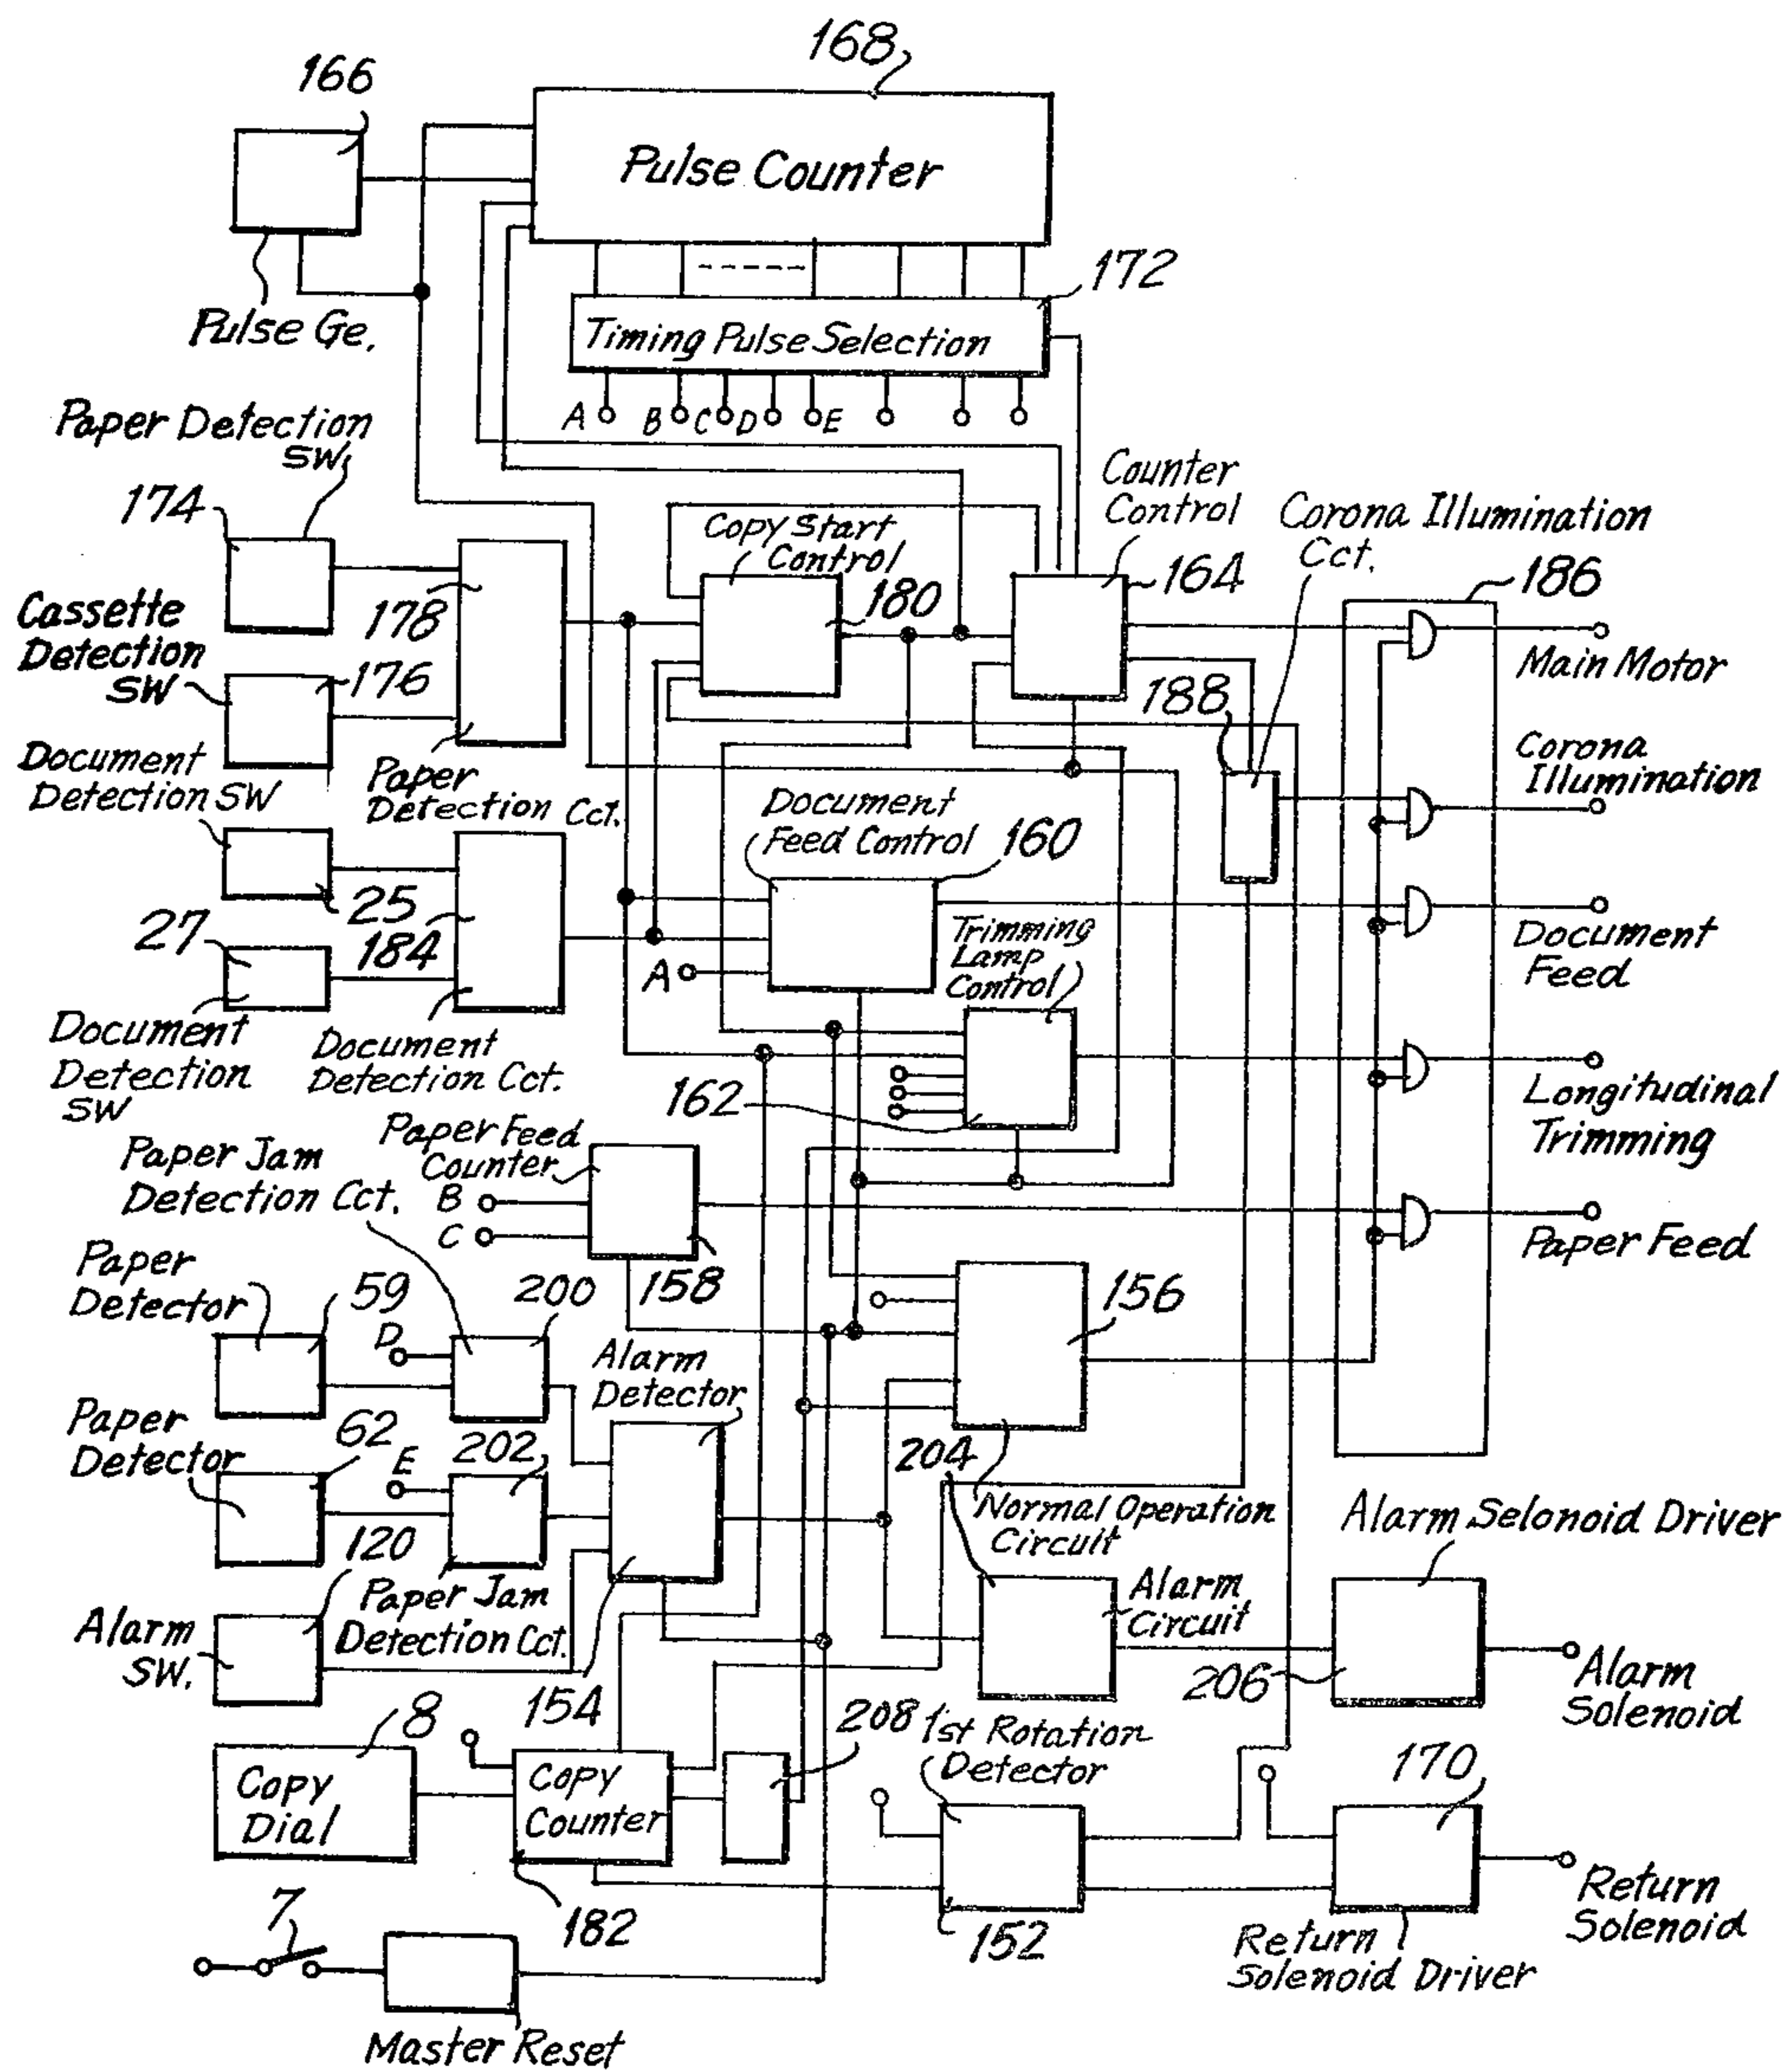 168
166
Pulse Counter
Pulse Ge.
172
Timing Pulse Selection
A B C D E
Paper Detection
SW
174
Copy Start
Control
Counter
Control
Corona Illumination
Cct.
178
180
164
186
Cassette
Detection
SW
176
Main Motor
188
Document
Detection SW
Paper
Detection Cct.
Corona
Illumination
Document
Feed Control
160
25
27
184
A
Trimming
Lamp
Control
Document
Feed
Document
Detection
SW
Document
Detection Cct.
162
Longitudinal
Trimming
Paper Feed
Counter
Paper Jam
Detection Cct.
B
C
158
Paper Feed
Paper
Detector
59
D
200
156
Alarm
Detector
Paper
Detector
62
E
202
204
Normal Operation
Circuit
Alarm Selonoid Driver
120
Paper Jam
Detection Cct.
Alarm
Circuit
Alarm
SW.
154
206
Alarm
Solenoid
8
208
1st Rotation
Detector
170
Copy
Dial
Copy
Counter
182
152
Return
Solenoid
7
Return
Solenoid Driver
Master Reset